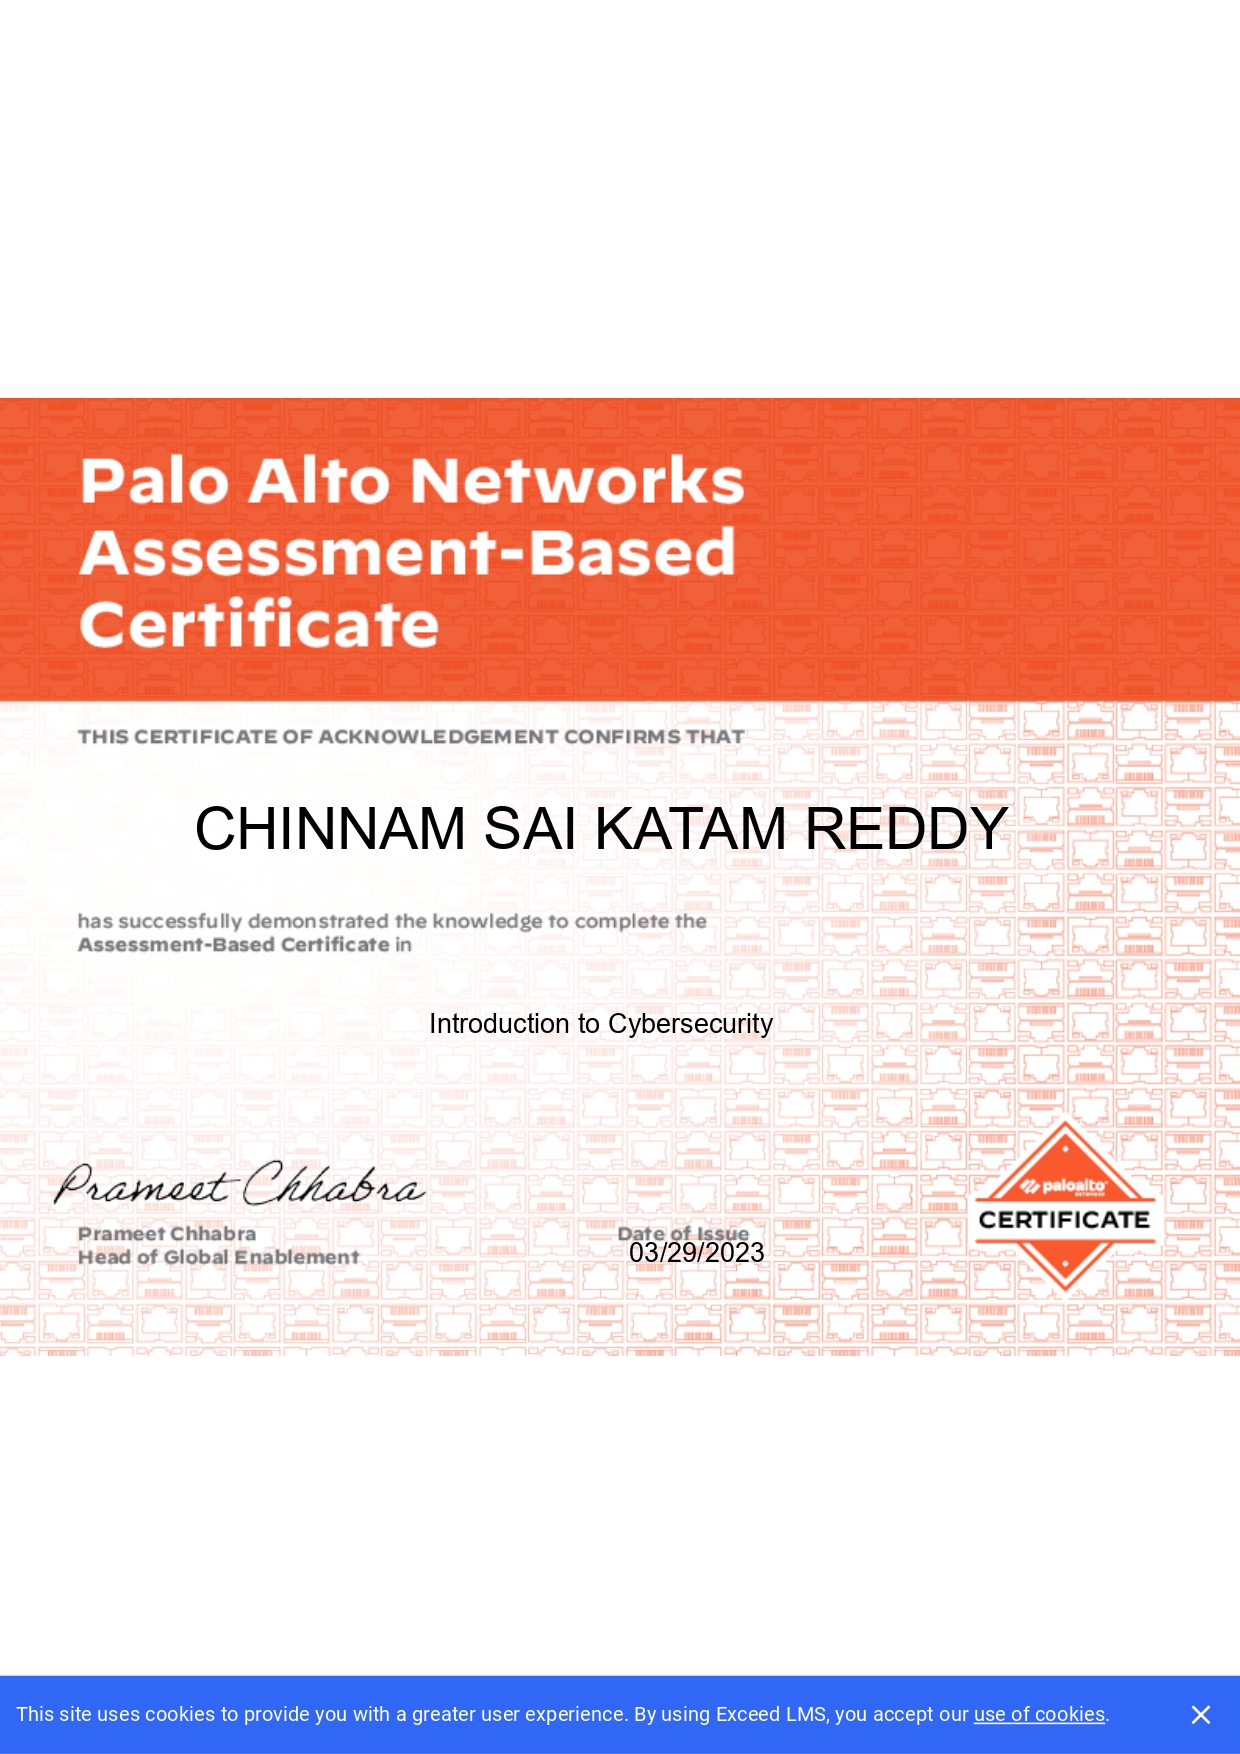 Palo Alto Networks
Assessment-Based
Certificate
THIS CERTIFICATE OF ACKNOWLEDGEMENT CONFIRMS THAT
CHINNAM SAI KATAM REDDY
has successfully demonstrated the knowledge to complete the
Assessment-Based Certificate in
Introduction to Cybersecurity
Prameet Chhabra
Prameet Chhabra
Head of Global Enablement
Date of Issue
03/29/2023
paloalto
NETWORKS
CERTIFICATE
This site uses cookies to provide you with a greater user experience. By using Exceed LMS, you accept our use of cookies.